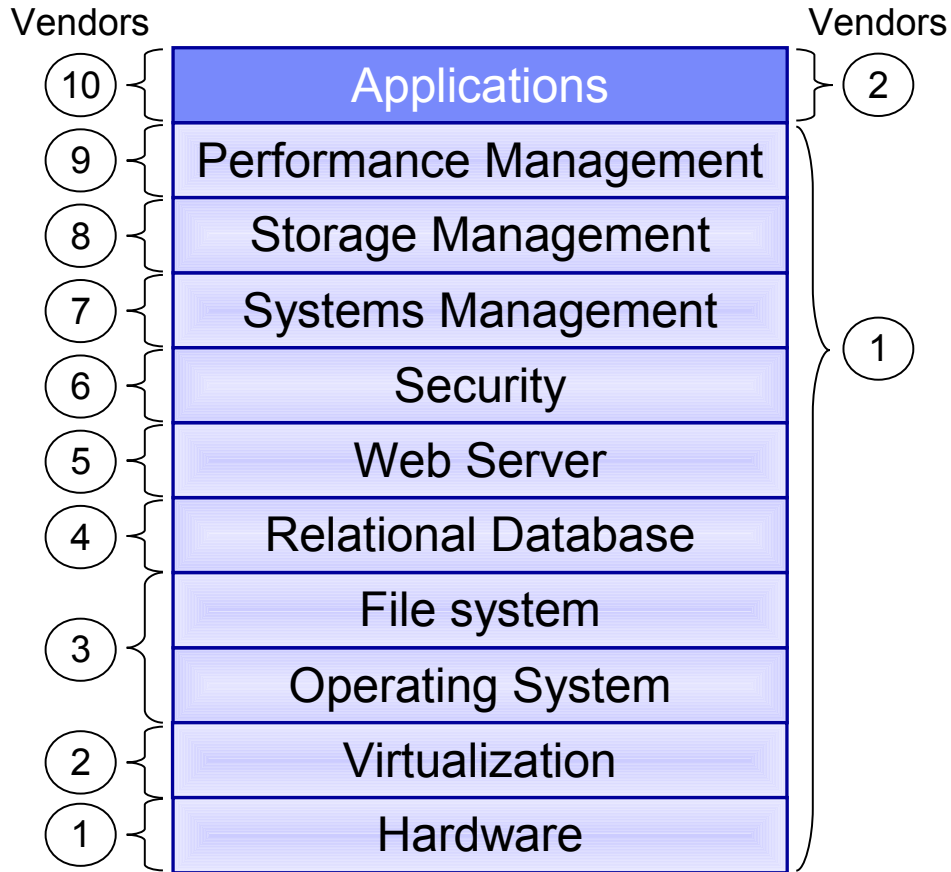 Vendors Vendors
10 Applications 2
9 Performance Management
8 Storage Management
7 Systems Management
1
6 Security
5 Web Server
4 Relational Database
File system
3
Operating System
2 Virtualization
1 Hardware